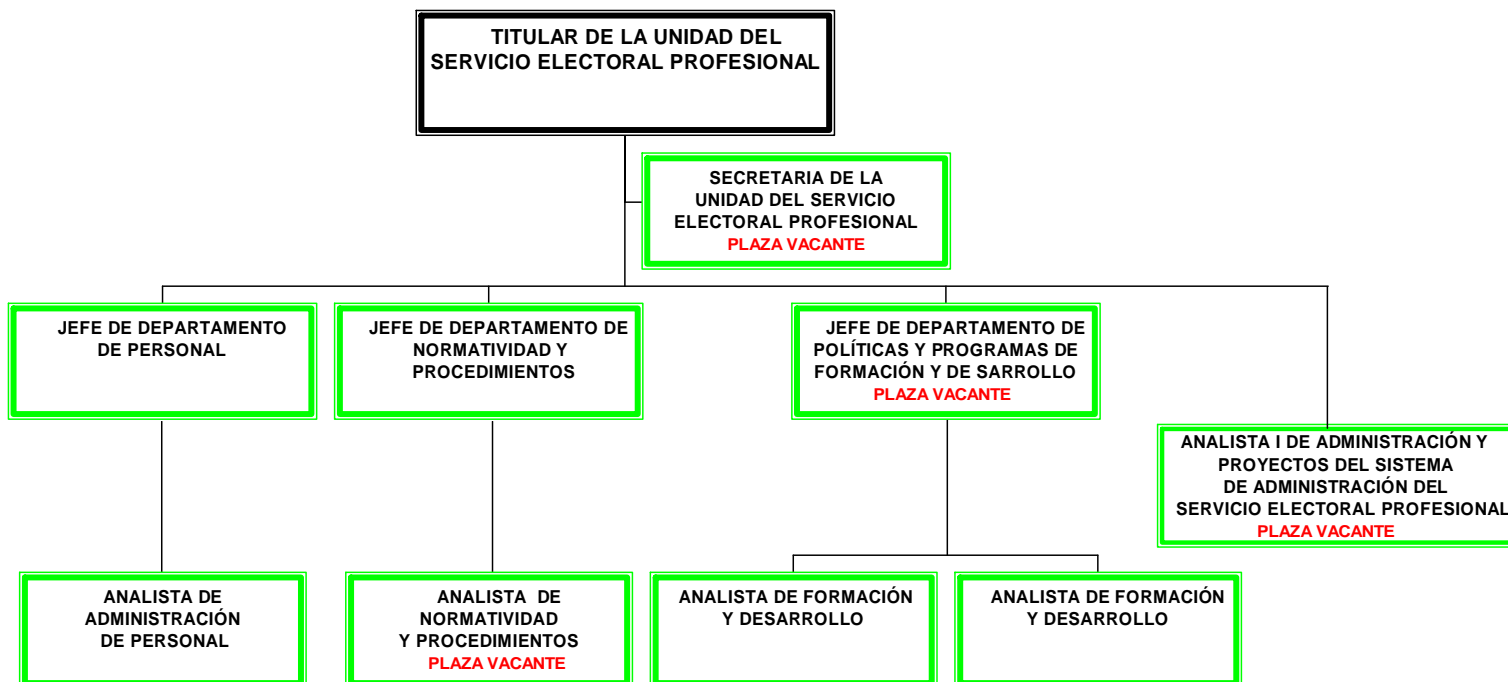 TITULAR DE LA UNIDAD DEL
SERVICIO ELECTORAL PROFESIONAL
SECRETARIA DE LA
UNIDAD DEL SERVICIO
ELECTORAL PROFESIONAL
PLAZA VACANTE
JEFE DE DEPARTAMENTO
DE PERSONAL
JEFE DE DEPARTAMENTO DE
NORMATIVIDAD Y
PROCEDIMIENTOS
JEFE DE DEPARTAMENTO DE
POLÍTICAS Y PROGRAMAS DE
FORMACIÓN Y DE SARROLLO
PLAZA VACANTE
ANALISTA I DE ADMINISTRACIÓN Y
PROYECTOS DEL SISTEMA
DE ADMINISTRACIÓN DEL
SERVICIO ELECTORAL PROFESIONAL
PLAZA VACANTE
ANALISTA DE
ADMINISTRACIÓN
DE PERSONAL
ANALISTA  DE
NORMATIVIDAD
Y PROCEDIMIENTOS
PLAZA VACANTE
ANALISTA DE FORMACIÓN
Y DESARROLLO
ANALISTA DE FORMACIÓN
Y DESARROLLO